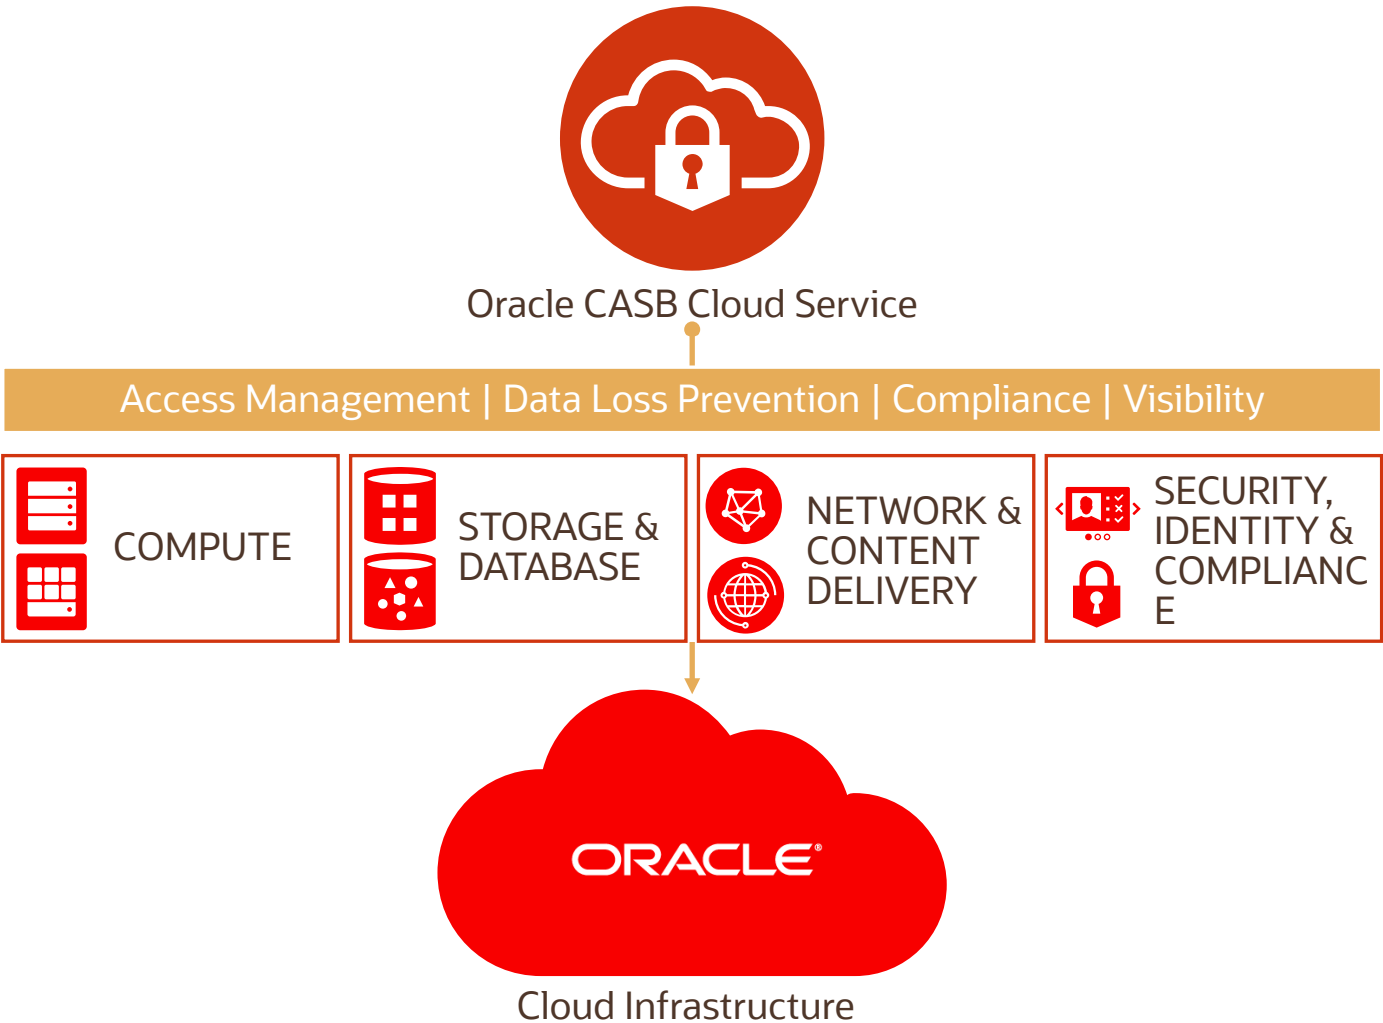 Oracle CASB Cloud Service
Access Management | Data Loss Prevention | Compliance | Visibility
COMPUTE
STORAGE &
DATABASE
NETWORK &
CONTENT
DELIVERY
SECURITY,
IDENTITY &
COMPLIANC
E
ORACLE®
Cloud Infrastructure